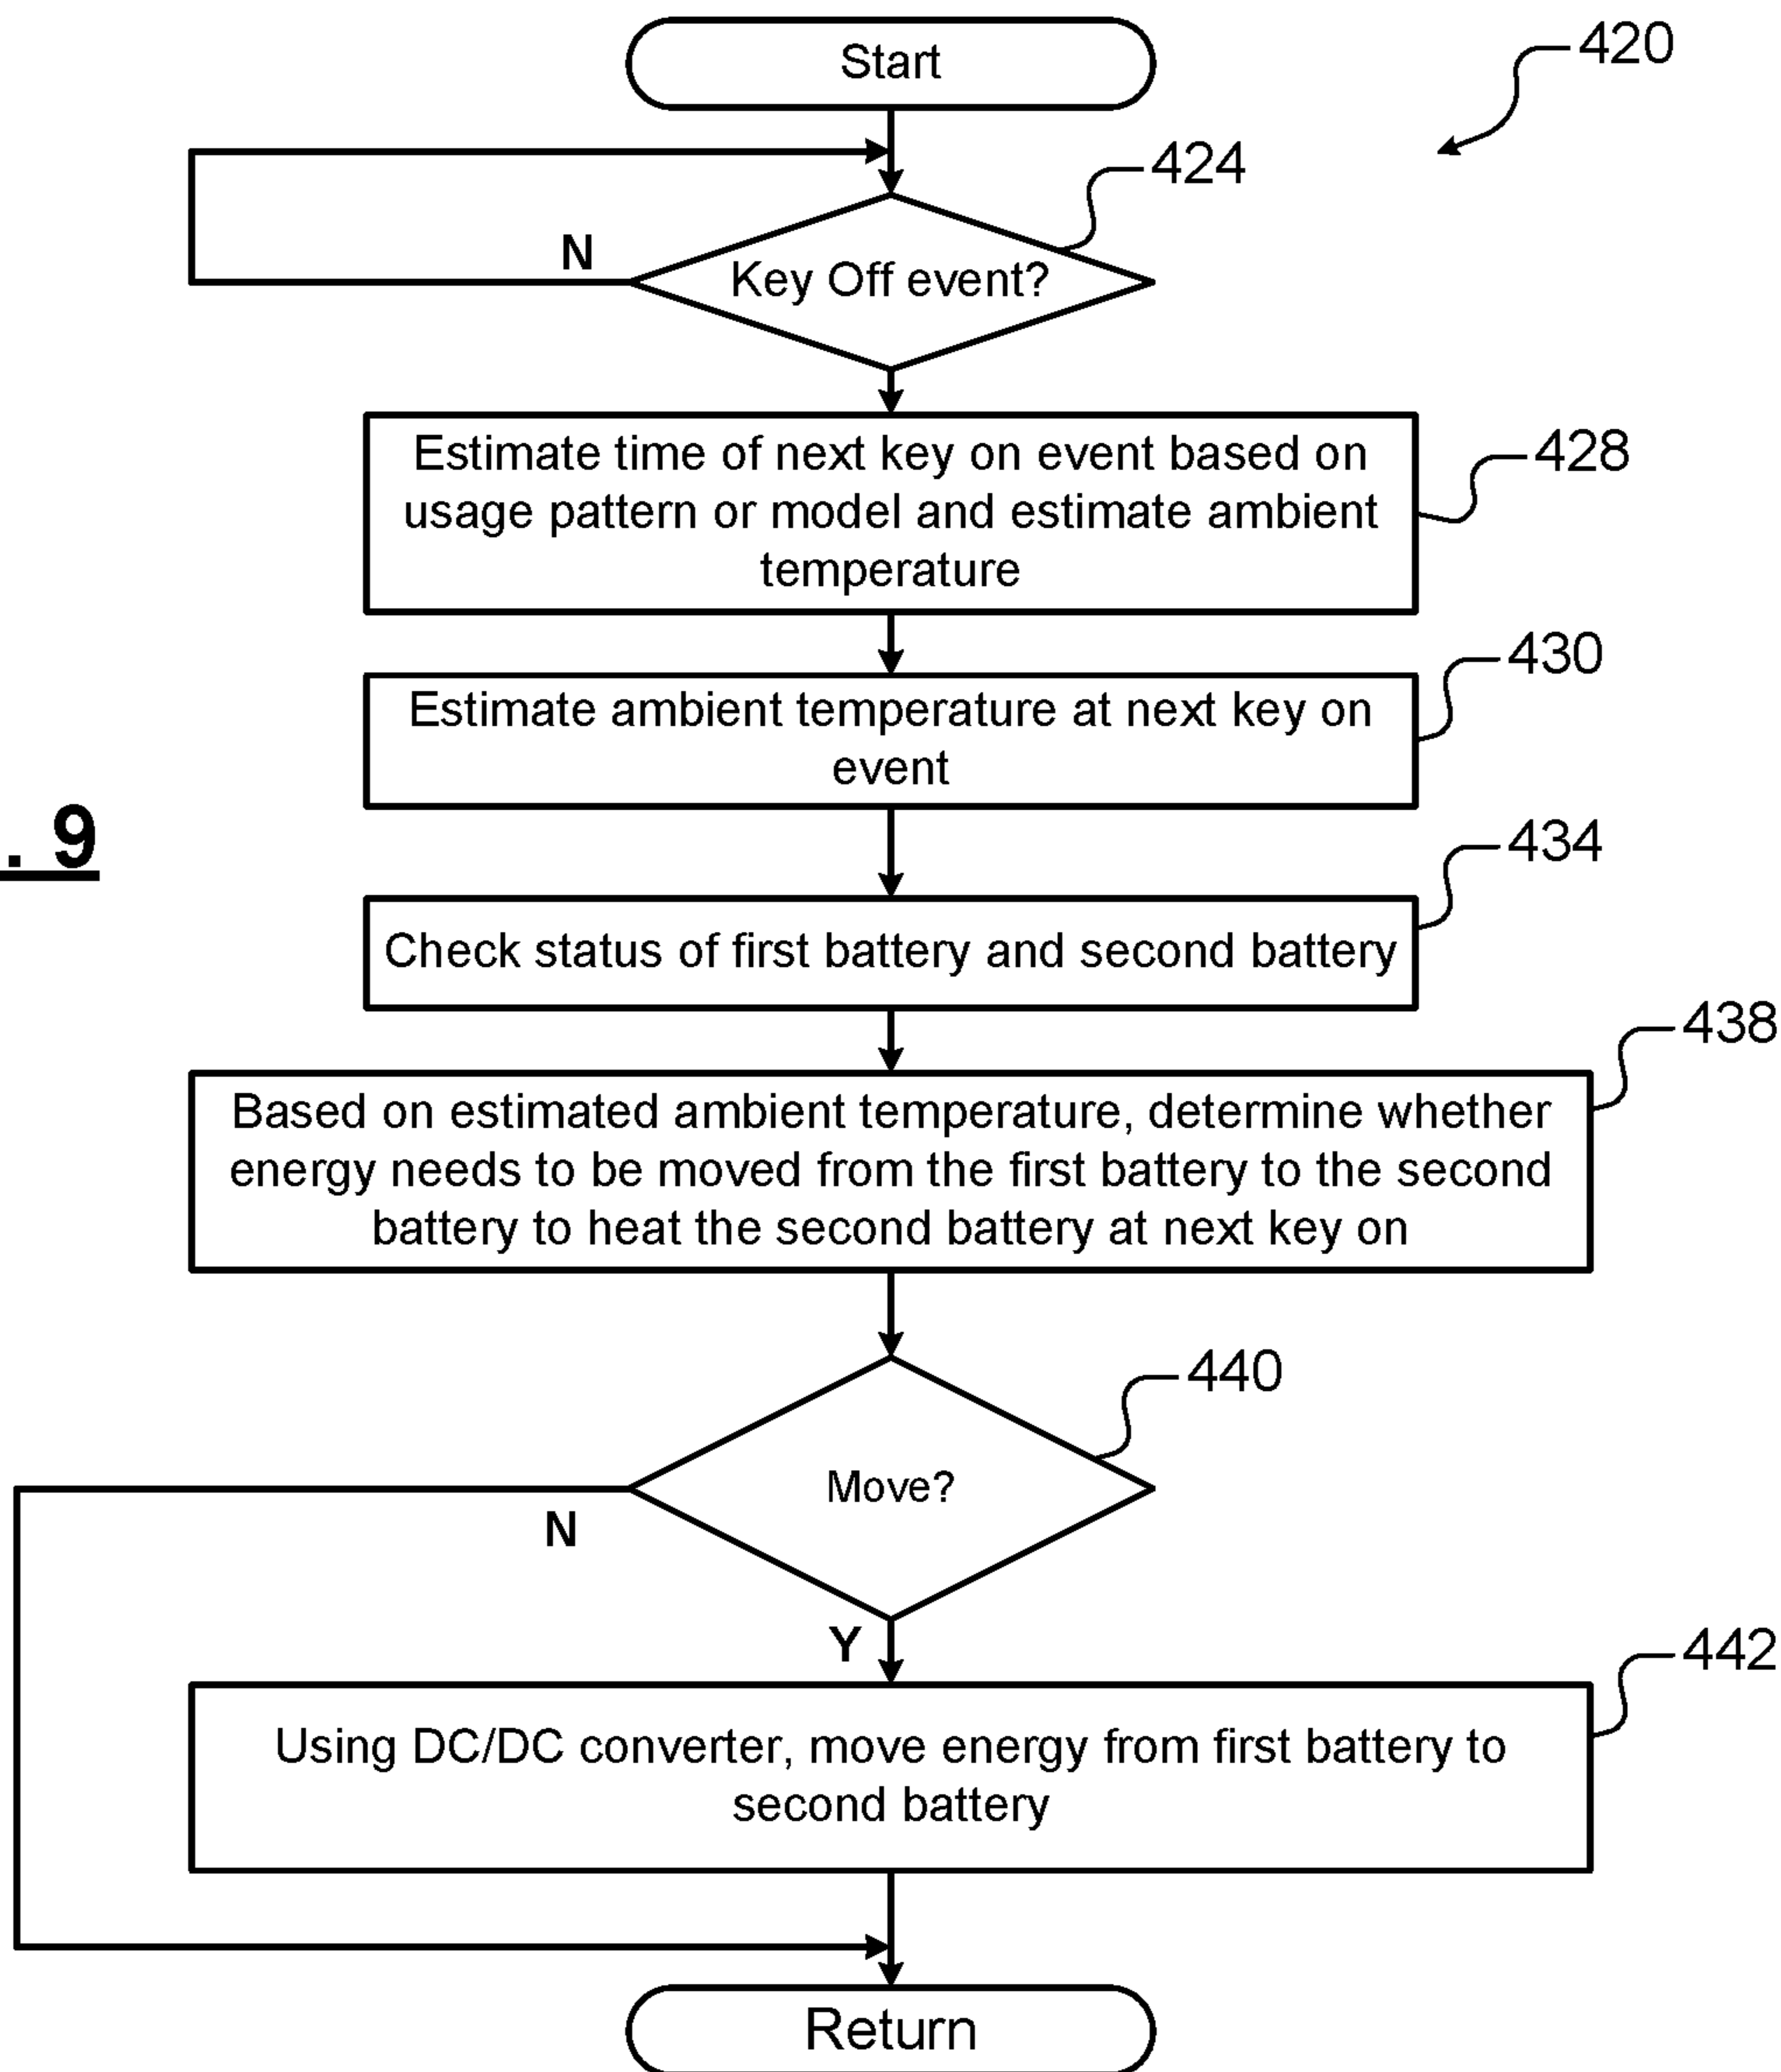 Start
420
424
N
Key Off event?
Estimate time of next key on event based on
usage pattern or model and estimate ambient
temperature
428
430
Estimate ambient temperature at next key on
event
. 9
434
Check status of first battery and second battery
438
Based on estimated ambient temperature, determine whether
energy needs to be moved from the first battery to the second
battery to heat the second battery at next key on
440
Move?
N
Y
442
Using DC/DC converter, move energy from first battery to
second battery
Return